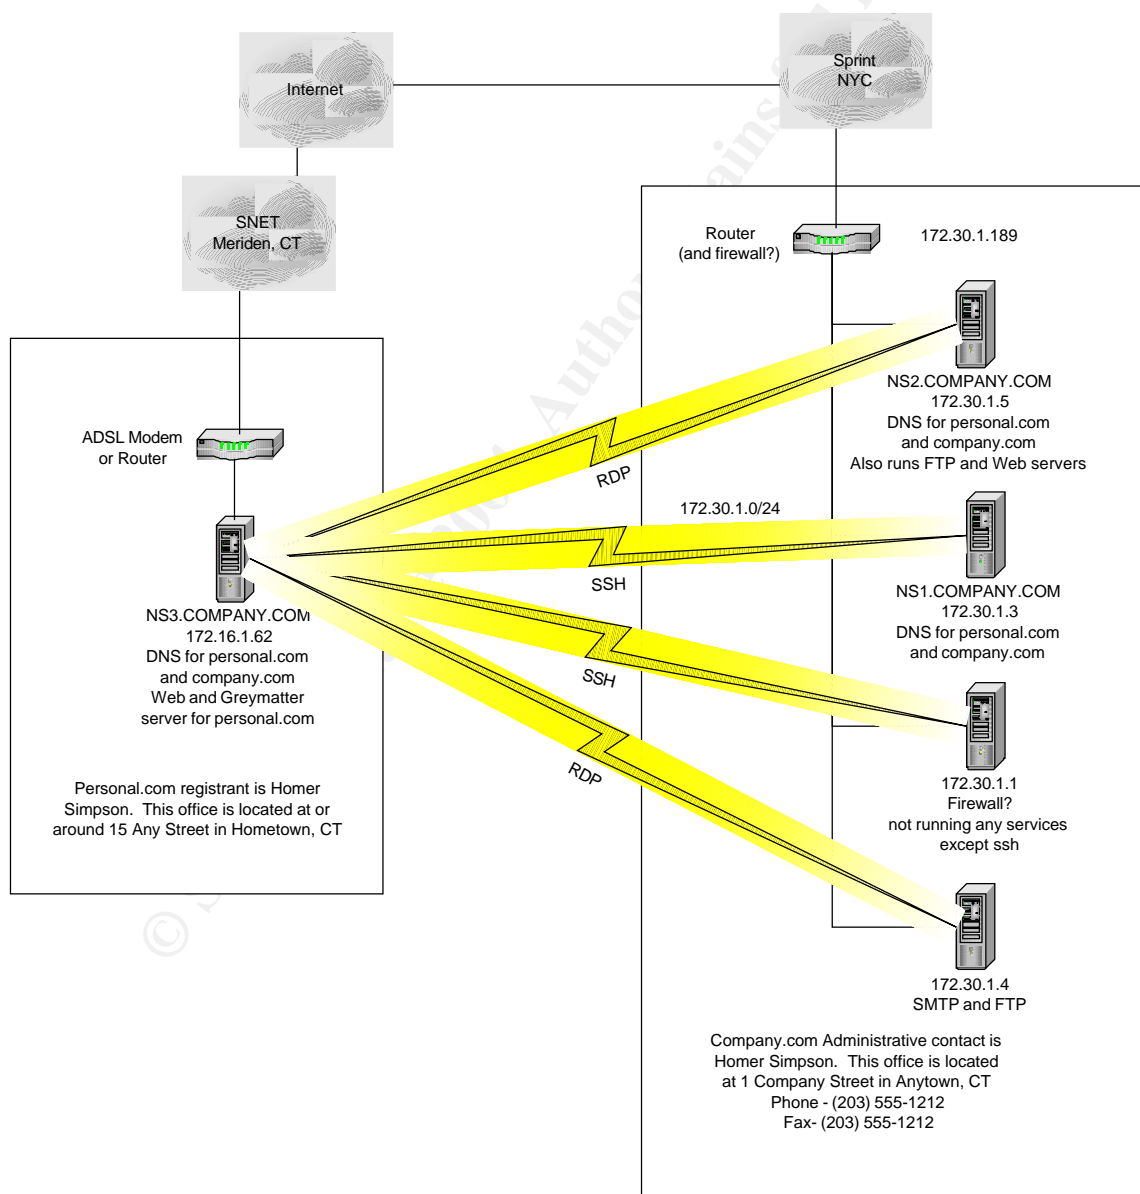 Internet
Sprint
NYC
SNET
Meriden, CT
Router
(and firewall?)
172.30.1.189
ADSL Modem
or Router
NS2.COMPANY.COM
172.30.1.5
DNS for personal.com
and company.com
Also runs FTP and Web servers
RDP
172.30.1.0/24
SSH
NS1.COMPANY.COM
172.30.1.3
DNS for personal.com
and company.com
NS3.COMPANY.COM
172.16.1.62
DNS for personal.com
and company.com
Web and Greymatter
server for personal.com
SSH
RDP
172.30.1.1
Firewall?
not running any services
except ssh
Personal.com registrant is Homer
Simpson. This office is located at or
around 15 Any Street in Hometown, CT
172.30.1.4
SMTP and FTP
Company.com Administrative contact is
Homer Simpson. This office is located
at 1 Company Street in Anytown, CT
Phone - (203) 555-1212
Fax- (203) 555-1212